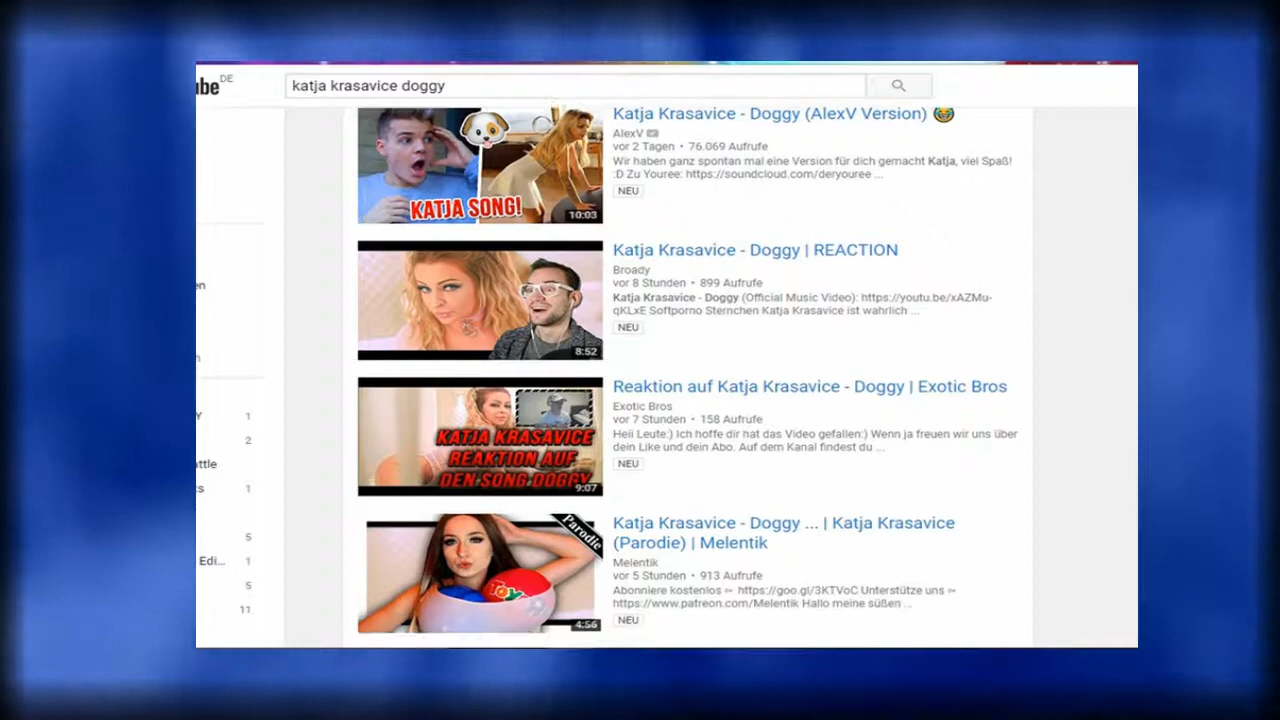 ube DE
katja krasavice doggy
Katja Krasavice - Doggy (AlexV Version) 😂
AlexV
vor 2 Tagen • 76.069 Aufrufe
Wir haben ganz spontan mal eine Version für dich gemacht Katja, viel Spaß!
:D Zu Youree: https://soundcloud.com/deryouree ...
NEU
KATJA SONG!
10:03
Katja Krasavice - Doggy | REACTION
Broady
vor 8 Stunden • 899 Aufrufe
Katja Krasavice - Doggy (Official Music Video): https://youtu.be/xAZMu-
qKLxE Softporno Sternchen Katja Krasavice ist wahrlich ...
NEU
8:52
Reaktion auf Katja Krasavice - Doggy | Exotic Bros
Exotic Bros
vor 7 Stunden • 158 Aufrufe
Heii Leute:) Ich hoffe dir hat das Video gefallen:) Wenn ja freuen wir uns über
dein Like und dein Abo. Auf dem Kanal findest du ...
NEU
KATJA KRASAVICE
REAKTION AUF
DEN SONG DOGGY
9:07
Katja Krasavice - Doggy ... | Katja Krasavice
(Parodie) | Melentik
Melentik
vor 5 Stunden • 913 Aufrufe
Abonniere kostenlos ✂ https://goo.gl/3KTVoC Unterstütze uns ✂
https://www.patreon.com/Melentik Hallo meine süßen ...
NEU
Parodie
TOY
4:56
en
n
Y 1
2
attle
ts 1
5
Edi... 1
5
11